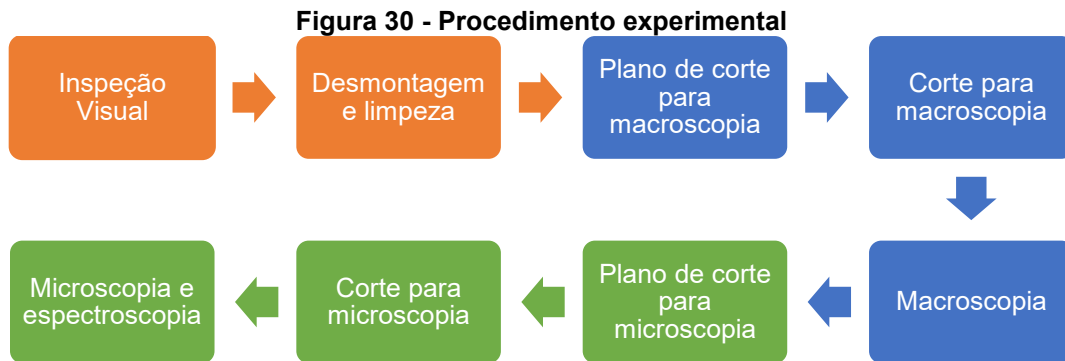 Figura 30 - Procedimento experimental
Inspeção
Visual
Desmontagem
e limpeza
Plano de corte
para
macroscopia
Corte para
macroscopia
Macroscopia
Plano de corte
para
microscopia
Corte para
microscopia
Microscopia e
espectroscopia